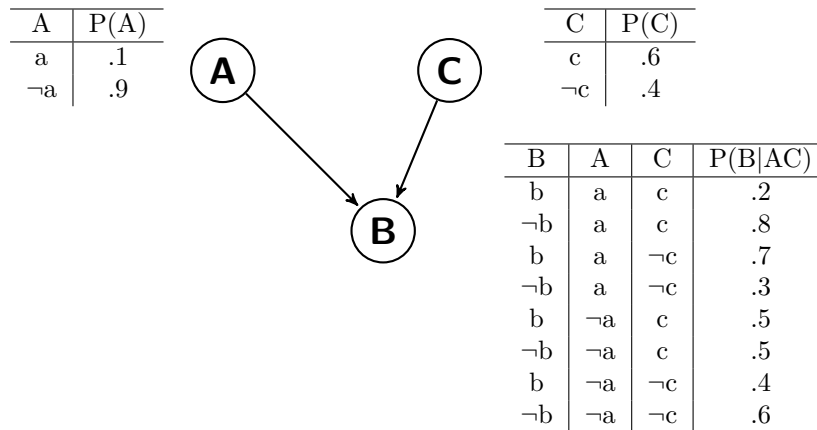 A P(A)
a .1
¬a .9
A
C
B
C P(C)
c .6
¬c .4
B A C P(B|AC)
b a c .2
¬b a c .8
b a ¬c .7
¬b a ¬c .3
b ¬a c .5
¬b ¬a c .5
b ¬a ¬c .4
¬b ¬a ¬c .6